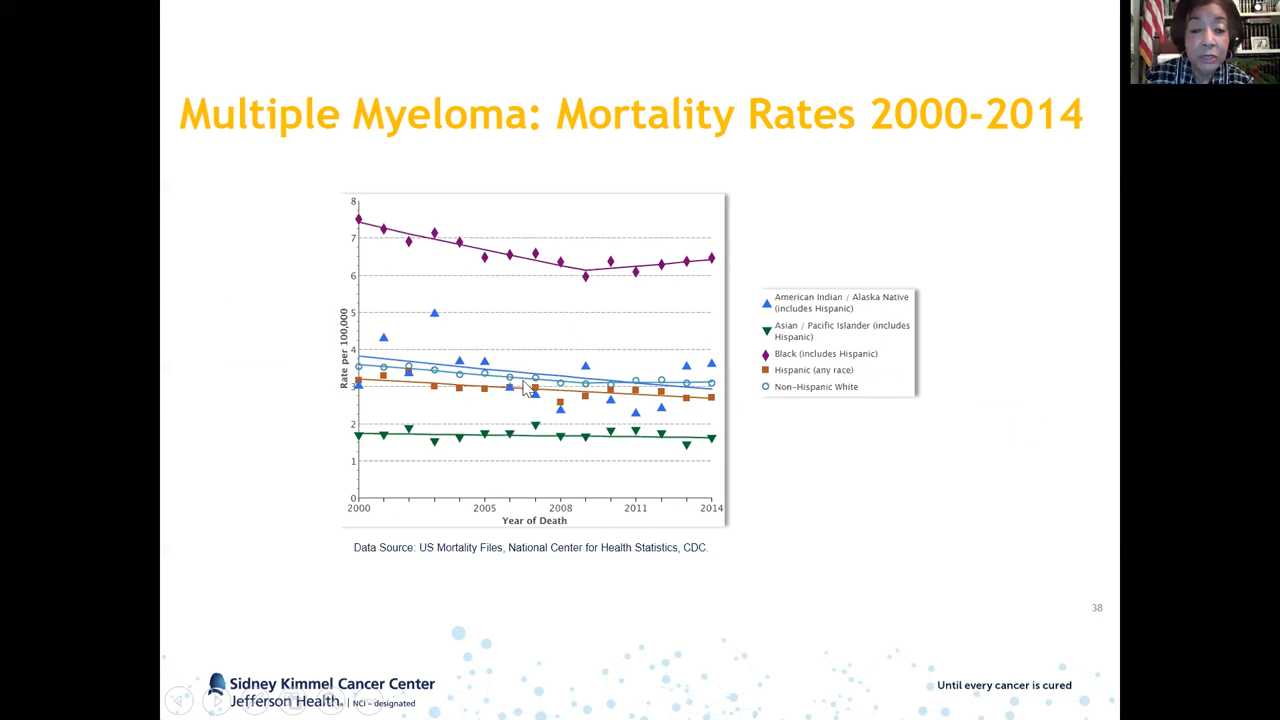 Multiple Myeloma: Mortality Rates 2000-2014
8
7
6
5
4
3
2
1
0
Rate per 100,000
2000
2005
2008
2011
2014
Year of Death
American Indian / Alaska Native
(includes Hispanic)
Asian / Pacific Islander (includes
Hispanic)
Black (includes Hispanic)
Hispanic (any race)
Non-Hispanic White
Data Source: US Mortality Files, National Center for Health Statistics, CDC.
38
Sidney Kimmel Cancer Center
Jefferson Health. | NCI – designated
Until every cancer is cured